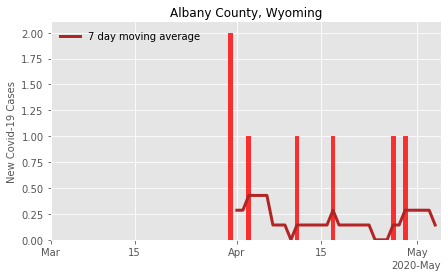 Albany County, Wyoming
7 day moving average
New Covid-19 Cases
2.00
1.75
1.50
1.25
1.00
0.75
0.50
0.25
0.00
Mar
15
Apr
15
May
2020-May